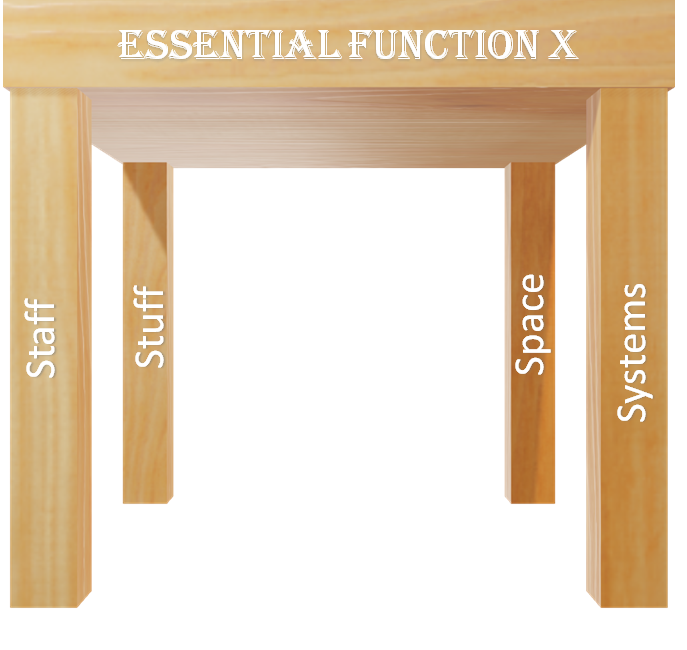 ESSENTIAL FUNCTION X
Staff
Stuff
Space
Systems